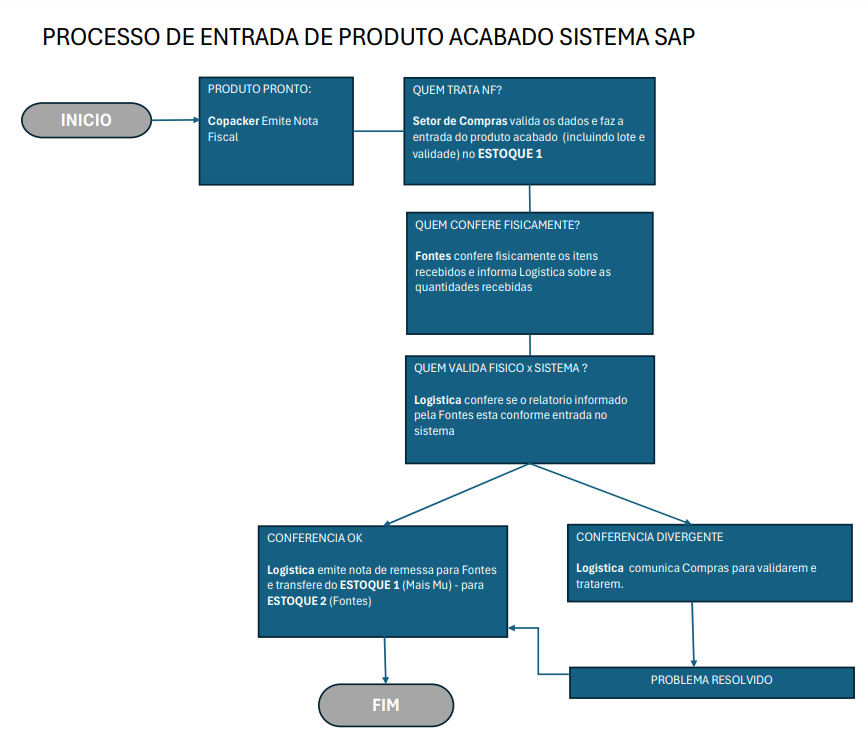 PROCESSO DE ENTRADA DE PRODUTO ACABADO SISTEMA SAP
INICIO
PRODUTO PRONTO:
Copacker Emite Nota
Fiscal
QUEM TRATA NF?
Setor de Compras valida os dados e faz a
entrada do produto acabado (incluindo lote e
validade) no ESTOQUE 1
QUEM CONFERE FISICAMENTE?
Fontes confere fisicamente os itens
recebidos e informa Logistica sobre as
quantidades recebidas
QUEM VALIDA FISICO x SISTEMA ?
Logistica confere se o relatorio informado
pela Fontes esta conforme entrada no
sistema
CONFERENCIA OK
Logistica emite nota de remessa para Fontes
e transfere do ESTOQUE 1 (Mais Mu) - para
ESTOQUE 2 (Fontes)
CONFERENCIA DIVERGENTE
Logistica comunica Compras para validarem e
tratarem.
PROBLEMA RESOLVIDO
FIM